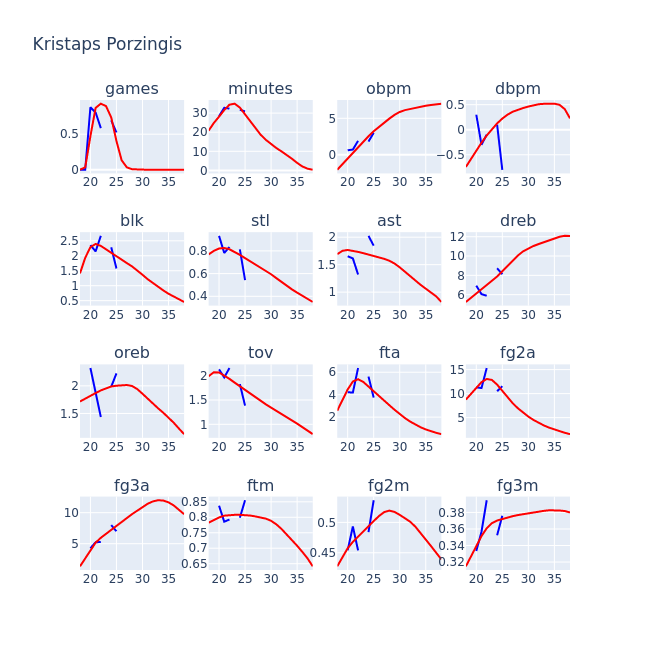 Kristaps Porzingis
games minutes obpm dbpm
0.5 0 20 25 30 35
30 20 10 0 20 25 30 35
5 0 20 25 30 35
0.5 0 −0.5 20 25 30 35
blk stl ast dreb
2.5 2 1.5 1 0.5 20 25 30 35
0.8 0.6 0.4 20 25 30 35
2 1.5 1 20 25 30 35
12 10 8 6 20 25 30 35
oreb tov fta fg2a
2 1.5 20 25 30 35
2 1.5 1 20 25 30 35
6 4 2 20 25 30 35
15 10 5 20 25 30 35
fg3a ftm fg2m fg3m
10 5 20 25 30 35
0.85 0.8 0.75 0.7 0.65 20 25 30 35
0.5 0.45 20 25 30 35
0.38 0.36 0.34 0.32 20 25 30 35